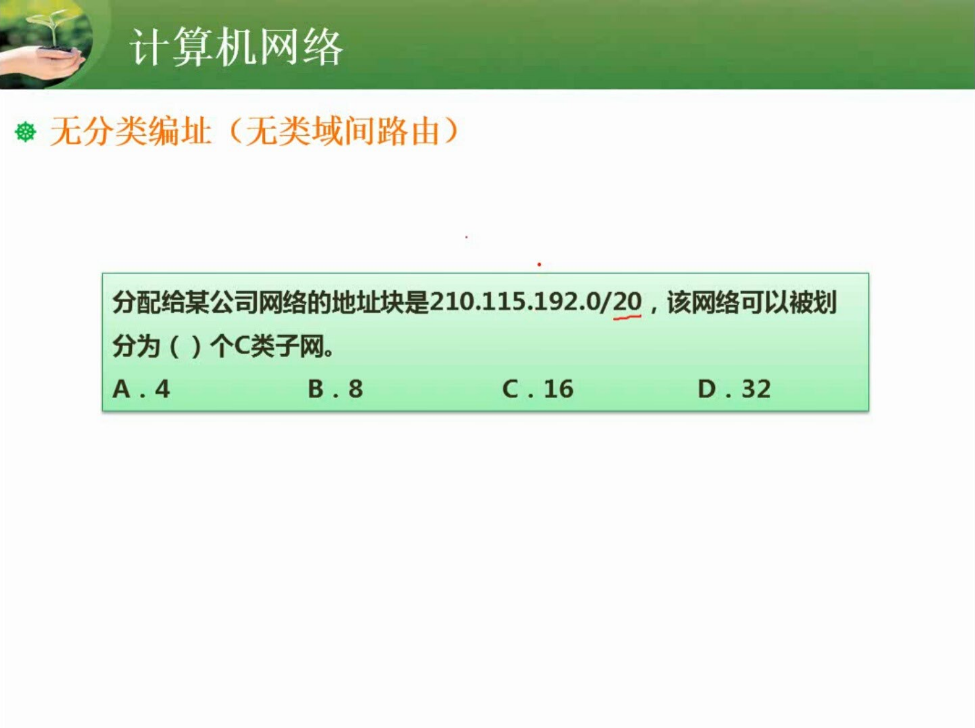 计算机网络
无分类编址（无类域间路由）
分配给某公司网络的地址块是210.115.192.0/20，该网络可以被划
分为（ ）个C类子网。
A．4 B．8 C．16 D．32